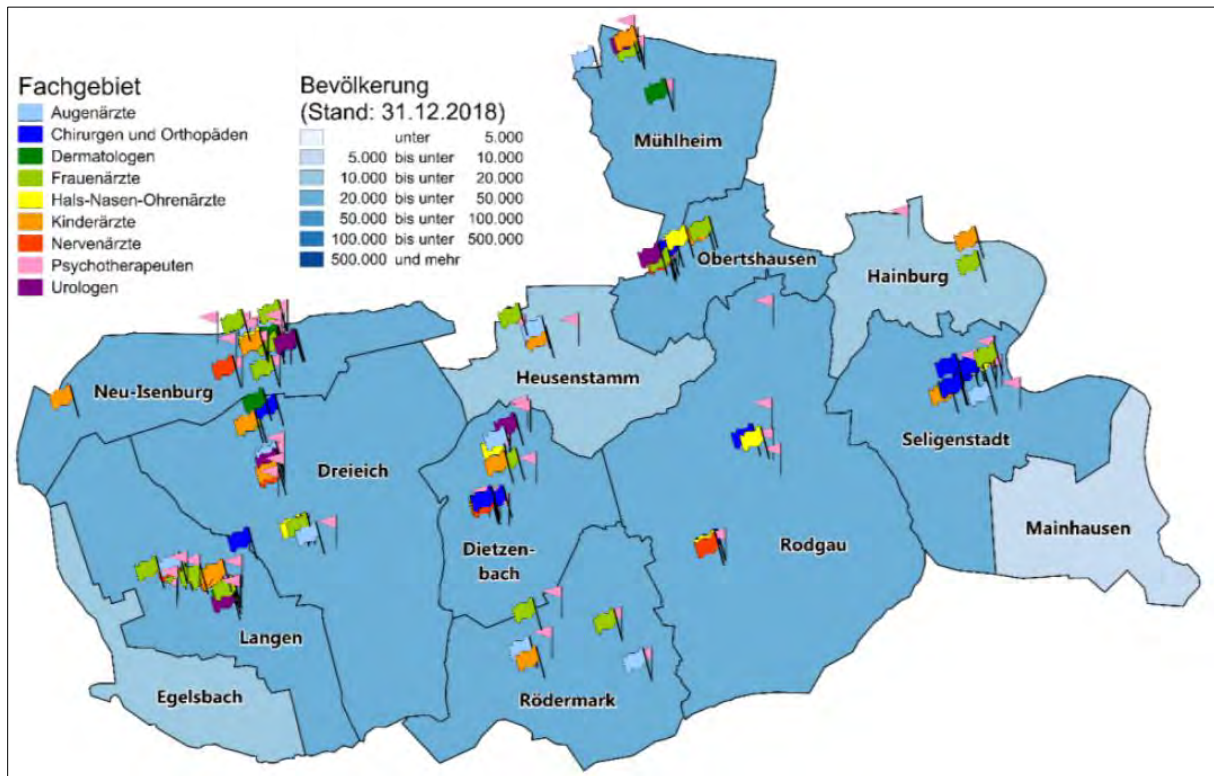 Fachgebiet
Augenärzte
Chirurgen und Orthopäden
Dermatologen
Frauenärzte
Hals-Nasen-Ohrenärzte
Kinderärzte
Nervenärzte
Psychotherapeuten
Urologen
Bevölkerung
(Stand: 31.12.2018)
unter 5.000
5.000 bis unter 10.000
10.000 bis unter 20.000
20.000 bis unter 50.000
50.000 bis unter 100.000
100.000 bis unter 500.000
500.000 und mehr
Mühlheim
Obertshausen
Hainburg
Heusenstamm
Neu-Isenburg
Seligenstadt
Dreieich
Mainhausen
Dietzen-
bach
Rodgau
Langen
Egelsbach
Rödermark